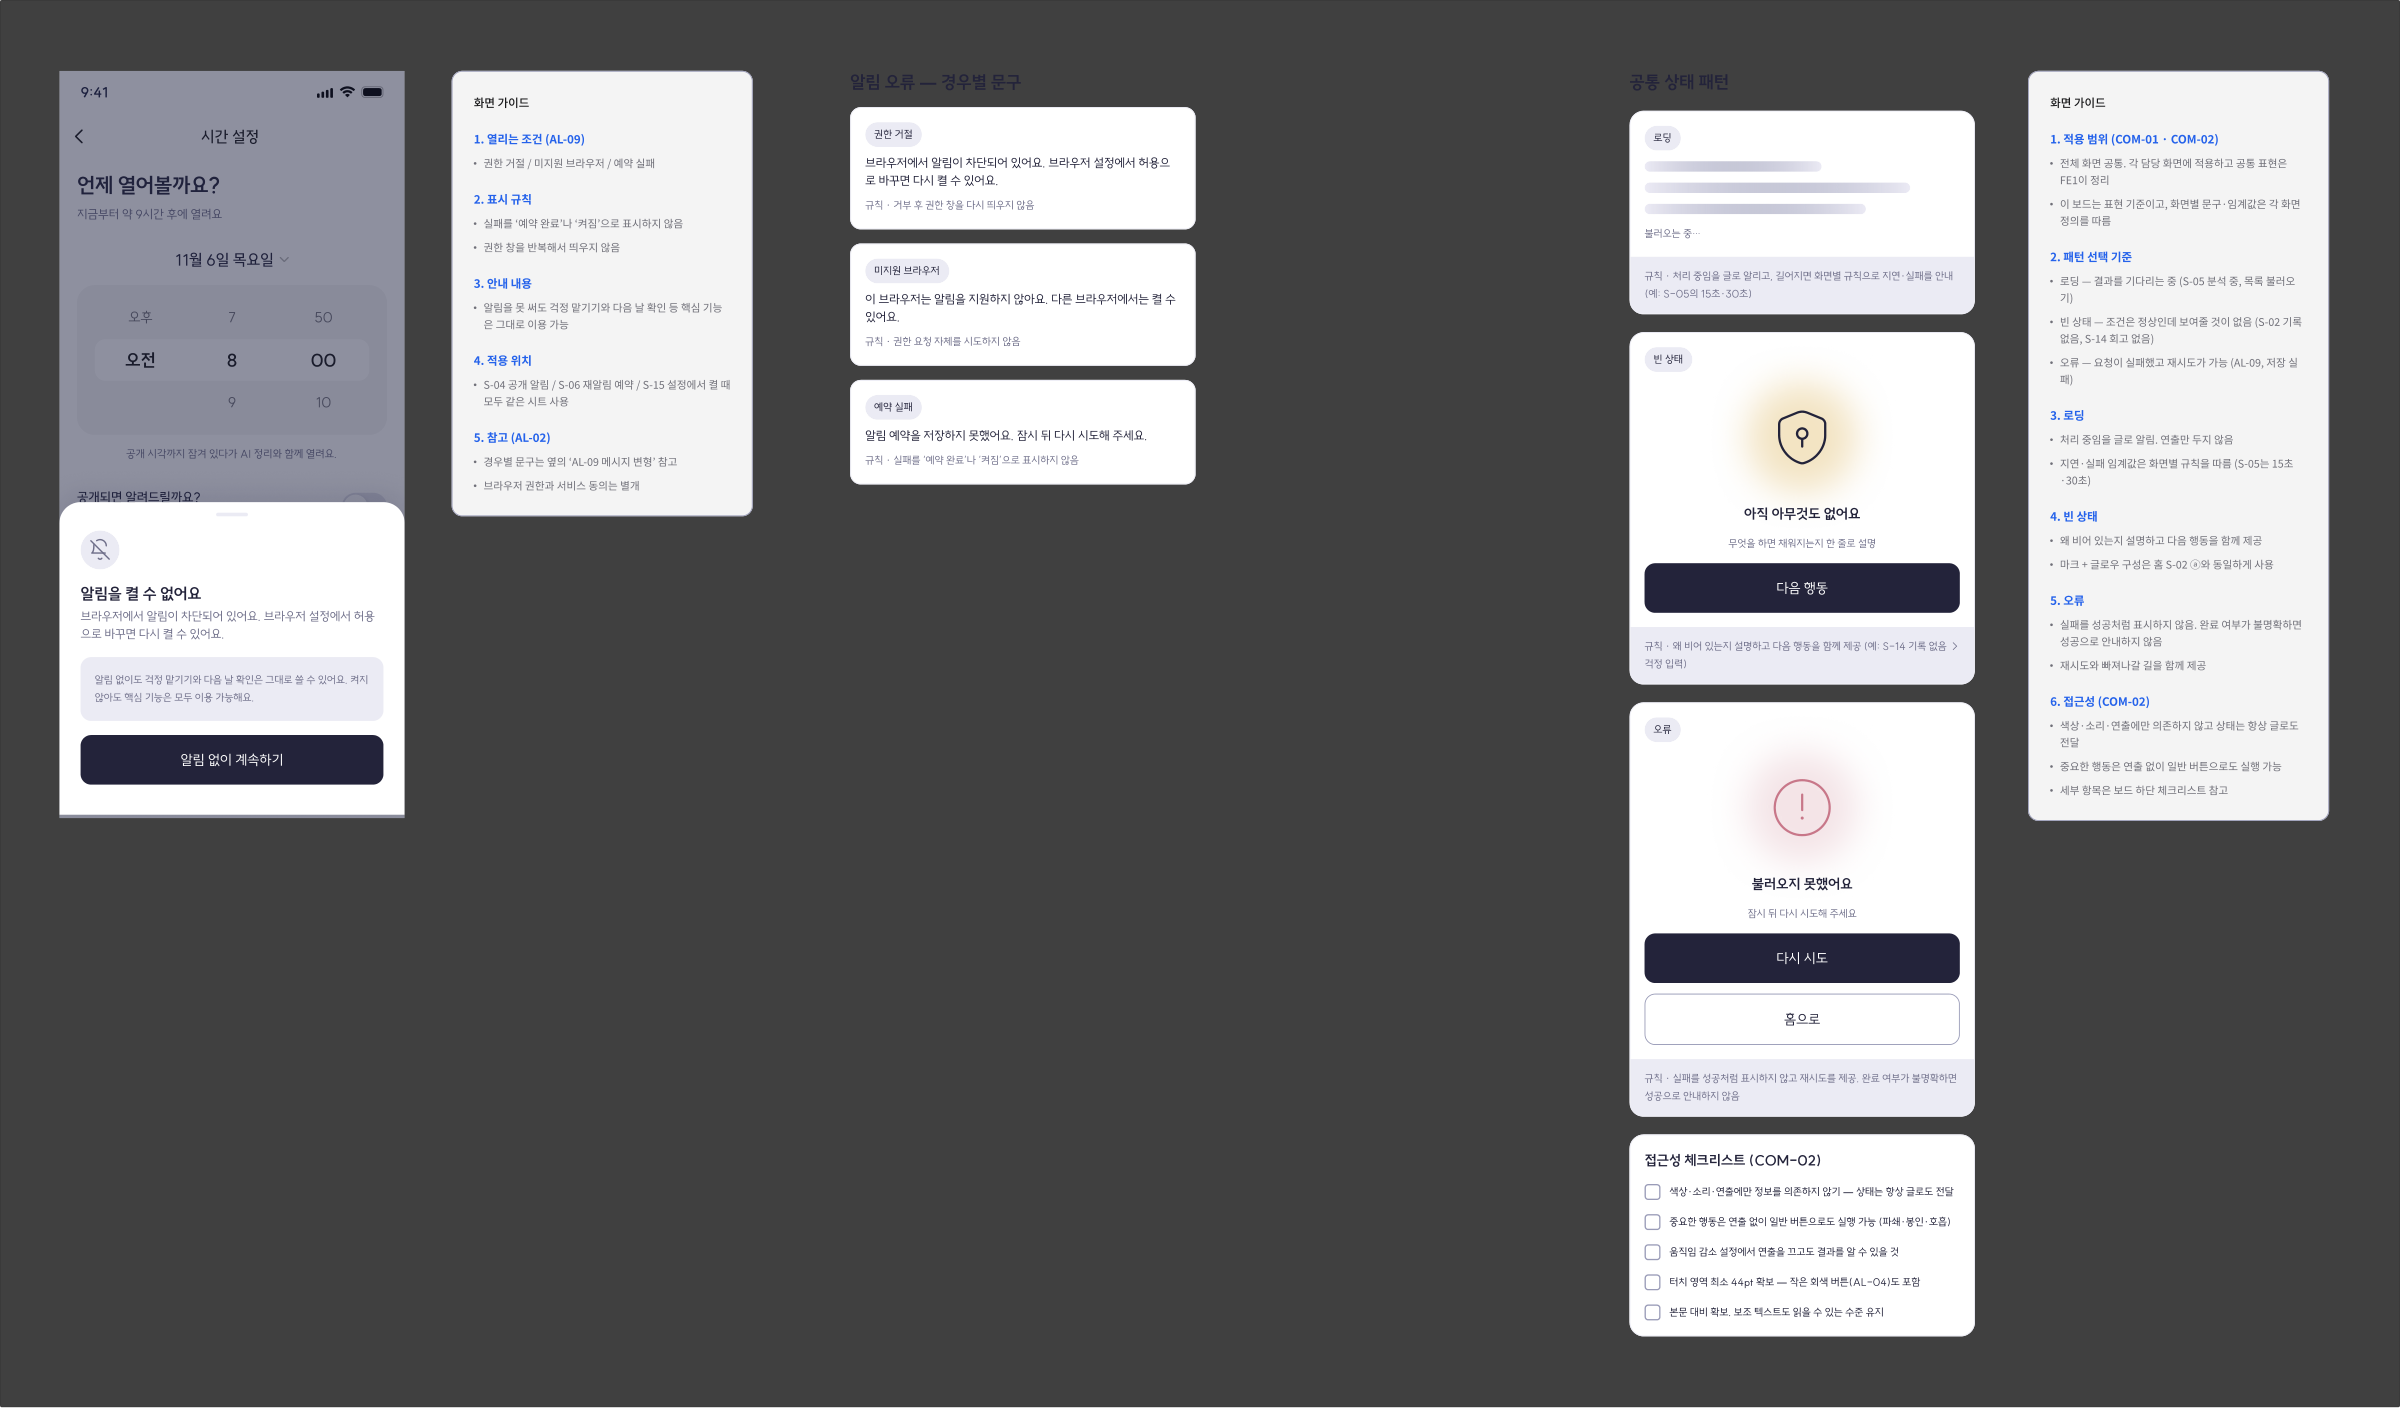 9:41
시간 설정
언제 열어볼까요?
지금부터 약 9시간 후에 열려요
11월 6일 목요일
오후 7 50
오전 8 00
9 10
공개 시각까지 잠겨 있다가 AI 정리와 함께 열려요.
공개되면 알려드릴까요?
알림을 켤 수 없어요
브라우저에서 알림이 차단되어 있어요. 브라우저 설정에서 허용
으로 바꾸면 다시 켤 수 있어요.
알림 없이도 걱정 맡기기와 다음 날 확인은 그대로 쓸 수 있어요. 켜지
않아도 핵심 기능은 모두 이용 가능해요.
알림 없이 계속하기
화면 가이드
1. 열리는 조건 (AL-09)
• 권한 거절 / 미지원 브라우저 / 예약 실패
2. 표시 규칙
• 실패를 '예약 완료'나 '켜짐'으로 표시하지 않음
• 권한 창을 반복해서 띄우지 않음
3. 안내 내용
• 알림을 못 써도 걱정 맡기기와 다음 날 확인 등 핵심 기능
은 그대로 이용 가능
4. 적용 위치
• S-04 공개 알림 / S-06 재알림 예약 / S-15 설정에서 켤 때
모두 같은 시트 사용
5. 참고 (AL-02)
• 경우별 문구는 옆의 'AL-09 메시지 변형' 참고
• 브라우저 권한과 서비스 동의는 별개
알림 오류 — 경우별 문구
권한 거절
브라우저에서 알림이 차단되어 있어요. 브라우저 설정에서 허용으
로 바꾸면 다시 켤 수 있어요.
규칙 · 거부 후 권한 창을 다시 띄우지 않음
미지원 브라우저
이 브라우저는 알림을 지원하지 않아요. 다른 브라우저에서는 켤 수
있어요.
규칙 · 권한 요청 자체를 시도하지 않음
예약 실패
알림 예약을 저장하지 못했어요. 잠시 뒤 다시 시도해 주세요.
규칙 · 실패를 '예약 완료'나 '켜짐'으로 표시하지 않음
공통 상태 패턴
로딩
불러오는 중…
규칙 · 처리 중임을 글로 알리고, 길어지면 화면별 규칙으로 지연·실패를 안내
(예: S-05의 15초·30초)
빈 상태
아직 아무것도 없어요
무엇을 하면 채워지는지 한 줄로 설명
다음 행동
규칙 · 왜 비어 있는지 설명하고 다음 행동을 함께 제공 (예: S-14 기록 없음 >
걱정 입력)
오류
불러오지 못했어요
잠시 뒤 다시 시도해 주세요
다시 시도
홈으로
규칙 · 실패를 성공처럼 표시하지 않고 재시도를 제공. 완료 여부가 불명확하면
성공으로 안내하지 않음
접근성 체크리스트 (COM-02)
색상·소리·연출에만 정보를 의존하지 않기 — 상태는 항상 글로도 전달
중요한 행동은 연출 없이 일반 버튼으로도 실행 가능 (파쇄·봉인·호흡)
움직임 감소 설정에서 연출을 끄고도 결과를 알 수 있을 것
터치 영역 최소 44pt 확보 — 작은 회색 버튼(AL-04)도 포함
본문 대비 확보. 보조 텍스트도 읽을 수 있는 수준 유지
화면 가이드
1. 적용 범위 (COM-01 · COM-02)
• 전체 화면 공통. 각 담당 화면에 적용하고 공통 표현은
FE1이 정리
• 이 보드는 표현 기준이고, 화면별 문구·임계값은 각 화면
정의를 따름
2. 패턴 선택 기준
• 로딩 — 결과를 기다리는 중 (S-05 분석 중, 목록 불러오
기)
• 빈 상태 — 조건은 정상인데 보여줄 것이 없음 (S-02 기록
없음, S-14 회고 없음)
• 오류 — 요청이 실패했고 재시도가 가능 (AL-09, 저장 실
패)
3. 로딩
• 처리 중임을 글로 알림. 연출만 두지 않음
• 지연·실패 임계값은 화면별 규칙을 따름 (S-05는 15초
·30초)
4. 빈 상태
• 왜 비어 있는지 설명하고 다음 행동을 함께 제공
• 마크 + 글로우 구성은 홈 S-02 ⓐ와 동일하게 사용
5. 오류
• 실패를 성공처럼 표시하지 않음. 완료 여부가 불명확하면
성공으로 안내하지 않음
• 재시도와 빠져나갈 길을 함께 제공
6. 접근성 (COM-02)
• 색상·소리·연출에만 의존하지 않고 상태는 항상 글로도
전달
• 중요한 행동은 연출 없이 일반 버튼으로도 실행 가능
• 세부 항목은 보드 하단 체크리스트 참고